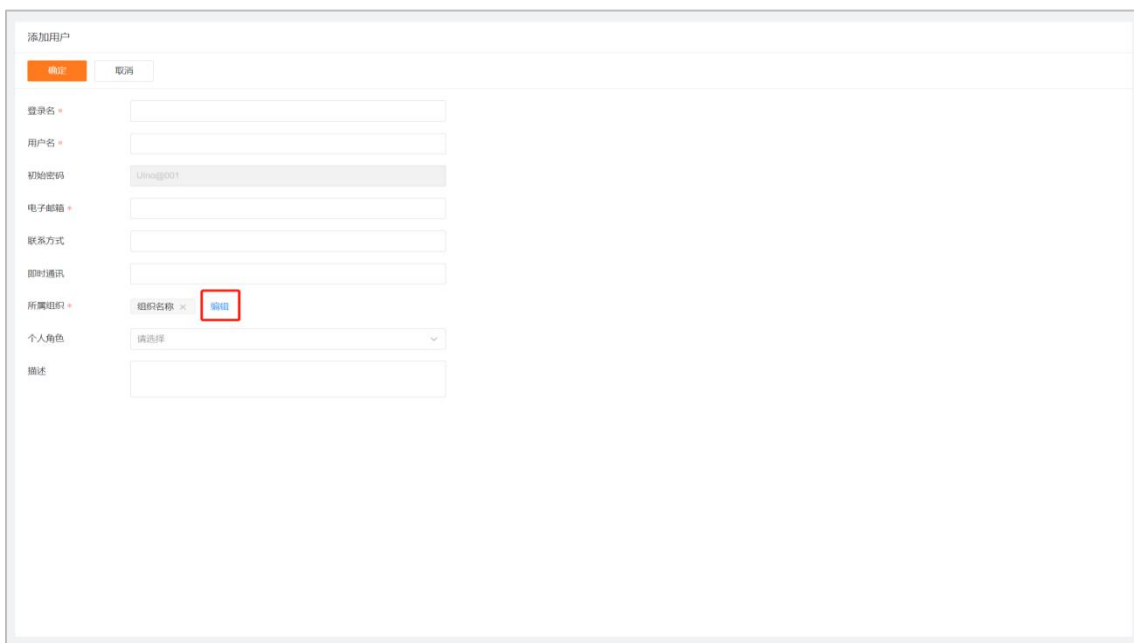 添加用户
确定 取消
登录名 *
用户名 *
初始密码 Uino@001
电子邮箱 *
联系方式
即时通讯
所属组织 * 组织名称 × 编辑
个人角色 请选择
描述